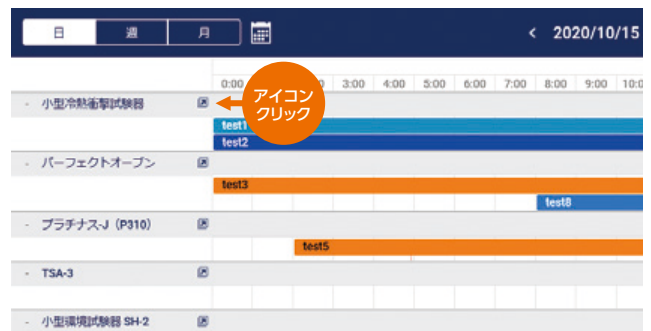 日 週 月 < 2020/10/15
0:00 3:00 4:00 5:00 6:00 7:00 8:00 9:00
アイコン
クリック
- 小型冷熱衝撃試験器
test1
test2
- パーフェクトオーブン
test3
test8
- プラチナス-J（P310）
test5
- TSA-3
- 小型環境試験器 SH-2